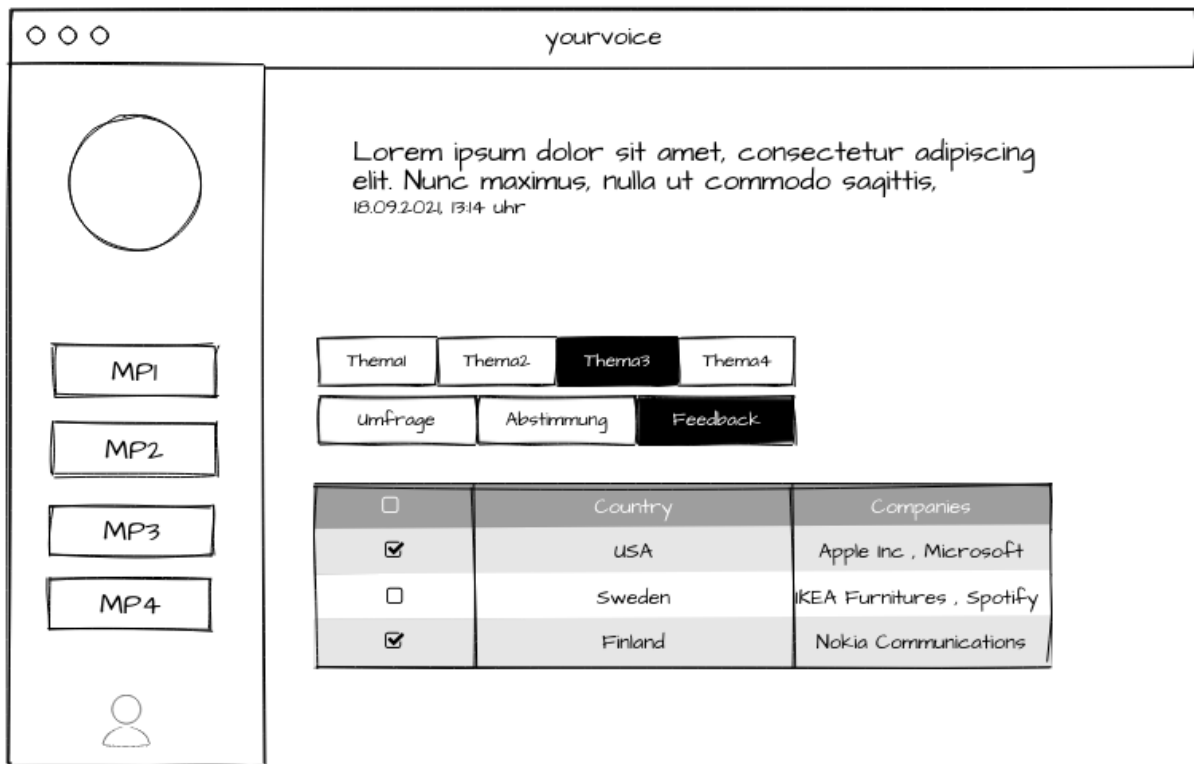 yourvoice
Lorem ipsum dolor sit amet, consectetur adipiscing
elit. Nunc maximus, nulla ut commodo sagittis,
18.09.2021, 13:14 uhr
MP1
MP2
MP3
MP4
Thema1 Thema2 Thema3 Thema4
Umfrage Abstimmung Feedback
Country Companies
USA Apple Inc , Microsoft
Sweden IKEA Furnitures , Spotify
Finland Nokia Communications